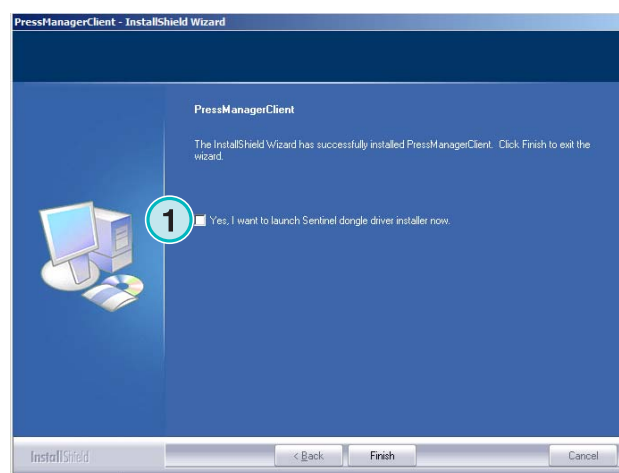 PressManagerClient - InstallShield Wizard
PressManagerClient
The InstallShield Wizard has successfully installed PressManagerClient. Click Finish to exit the
wizard.
1
Yes, I want to launch Sentinel dongle driver installer now.
InstallShield
< Back
Finish
Cancel